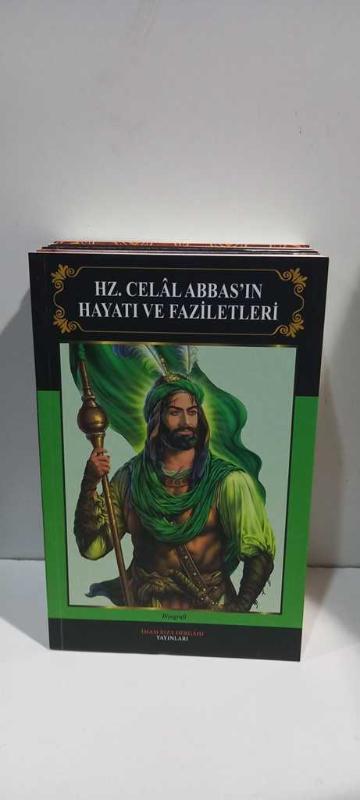 HZ. CELÂL ABBAS'IN
HAYATI VE FAZİLETLERİ
Biyografi
İMAM RIZA DERGAHI
YAYINLARI